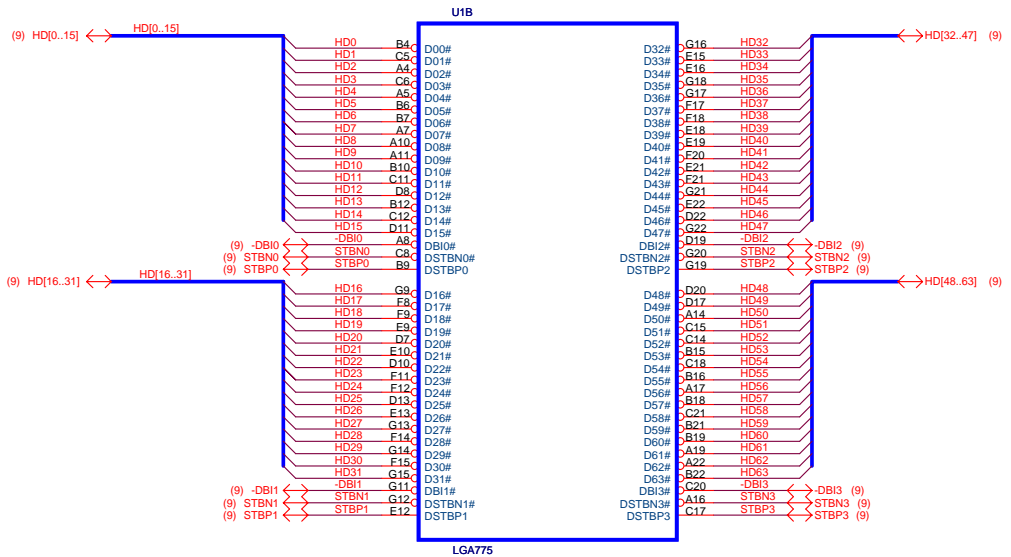 U1B
(9) HD[0..15] HD[0..15] HD[32..47] (9)
HD0 B4 D00# D32# G16 HD32
HD1 C5 D01# D33# E15 HD33
HD2 A4 D02# D34# E16 HD34
HD3 C6 D03# D35# G18 HD35
HD4 A5 D04# D36# G17 HD36
HD5 B6 D05# D37# F17 HD37
HD6 B7 D06# D38# F18 HD38
HD7 A7 D07# D39# E18 HD39
HD8 A10 D08# D40# E19 HD40
HD9 A11 D09# D41# F20 HD41
HD10 B10 D10# D42# E21 HD42
HD11 C11 D11# D43# F21 HD43
HD12 D8 D12# D44# G21 HD44
HD13 B12 D13# D45# E22 HD45
HD14 C12 D14# D46# D22 HD46
HD15 D11 D15# D47# G22 HD47
(9) -DBI0 -DBI0 A8 DBI0# DBI2# D19 -DBI2 -DBI2 (9)
(9) STBN0 STBN0 C8 DSTBN0# DSTBN2# G20 STBN2 STBN2 (9)
(9) STBP0 STBP0 B9 DSTBP0 DSTBP2 G19 STBP2 STBP2 (9)
(9) HD[16..31] HD[16..31] HD[48..63] (9)
HD16 G9 D16# D48# D20 HD48
HD17 F8 D17# D49# D17 HD49
HD18 F9 D18# D50# A14 HD50
HD19 E9 D19# D51# C15 HD51
HD20 D7 D20# D52# C14 HD52
HD21 E10 D21# D53# B15 HD53
HD22 D10 D22# D54# C18 HD54
HD23 F11 D23# D55# B16 HD55
HD24 F12 D24# D56# A17 HD56
HD25 D13 D25# D57# B18 HD57
HD26 E13 D26# D58# C21 HD58
HD27 G13 D27# D59# B21 HD59
HD28 F14 D28# D60# B19 HD60
HD29 G14 D29# D61# A19 HD61
HD30 F15 D30# D62# A22 HD62
HD31 G15 D31# D63# B22 HD63
(9) -DBI1 -DBI1 G11 DBI1# DBI3# C20 -DBI3 -DBI3 (9)
(9) STBN1 STBN1 G12 DSTBN1# DSTBN3# A16 STBN3 STBN3 (9)
(9) STBP1 STBP1 E12 DSTBP1 DSTBP3 C17 STBP3 STBP3 (9)
LGA775